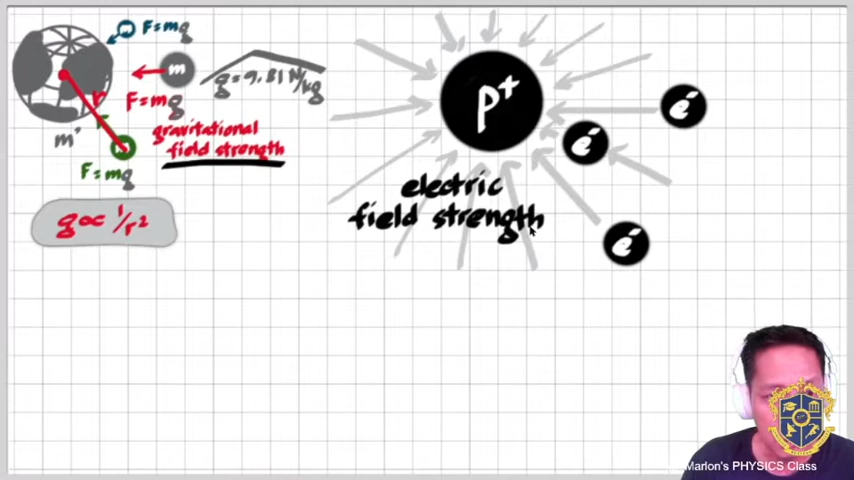 F=mg
m
F=mg
g=9.81 N/kg
r
m'
F=mg
gravitational
field strength
g∝ 1/r²
p⁺
e⁻
e⁻
e⁻
electric
field strength
Marlon's PHYSICS Class